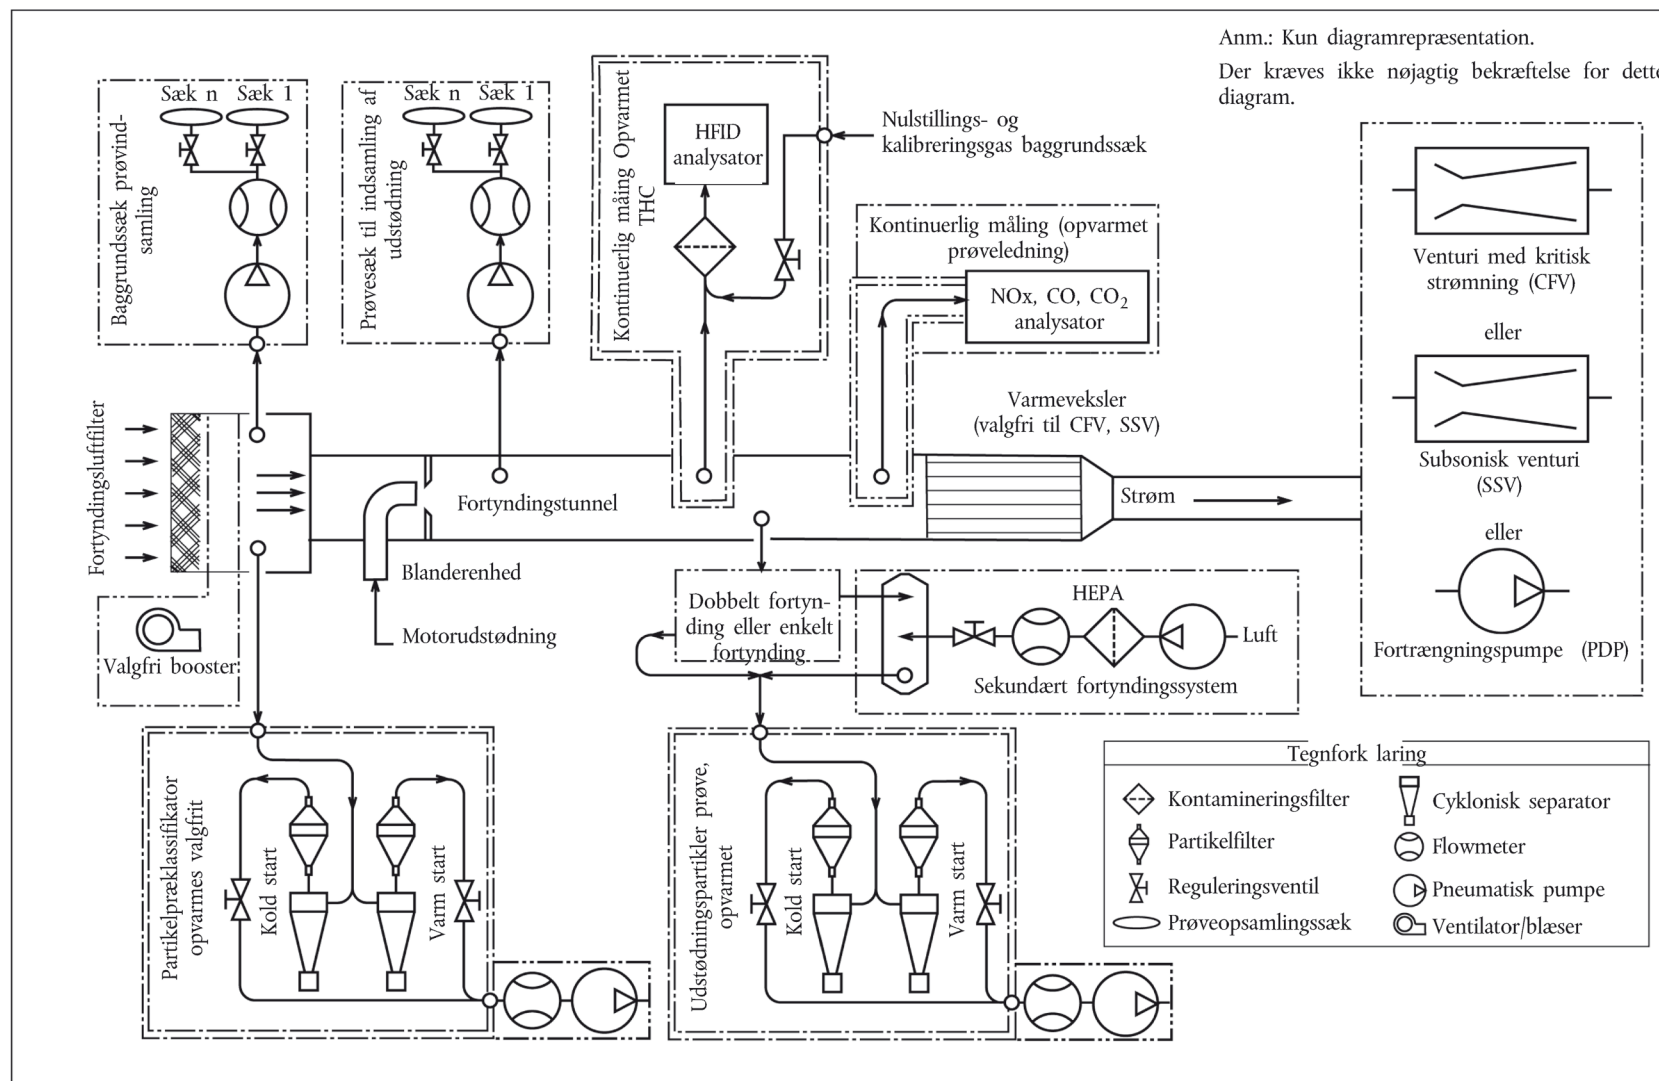 Anm.: Kun diagramrepræsentation.
Der kræves ikke nøjagtig bekræftelse for dette
diagram.
Sæk n
Sæk 1
Baggrundssæk prøvind-
samling
Sæk n
Sæk 1
Prøvesæk til indsamling af
udstødning
Kontinuerlig måing Opvarmet
THC
HFID
analysator
Nulstillings- og
kalibreringsgas baggrundssæk
Kontinuerlig måling (opvarmet
prøveledning)
NOx, CO, CO₂
analysator
Venturi med kritisk
strømning (CFV)
eller
Subsonisk venturi
(SSV)
eller
Fortrængningspumpe (PDP)
Varmeveksler
(valgfri til CFV, SSV)
Fortyndingsluftfilter
Fortyndingstunnel
Strøm
Blanderenhed
Motorudstødning
Valgfri booster
Dobbelt fortyn-
ding eller enkelt
fortynding
HEPA
Luft
Sekundært fortyndingssystem
Partikelpræklassifikator
opvarmes valgfrit
Kold start
Varm start
Udstødningspartikler prøve,
opvarmet
Kold start
Varm start
Tegnfork laring
Kontamineringsfilter
Cyklonisk separator
Partikelfilter
Flowmeter
Reguleringsventil
Pneumatisk pumpe
Prøveopsamlingssæk
Ventilator/blæser